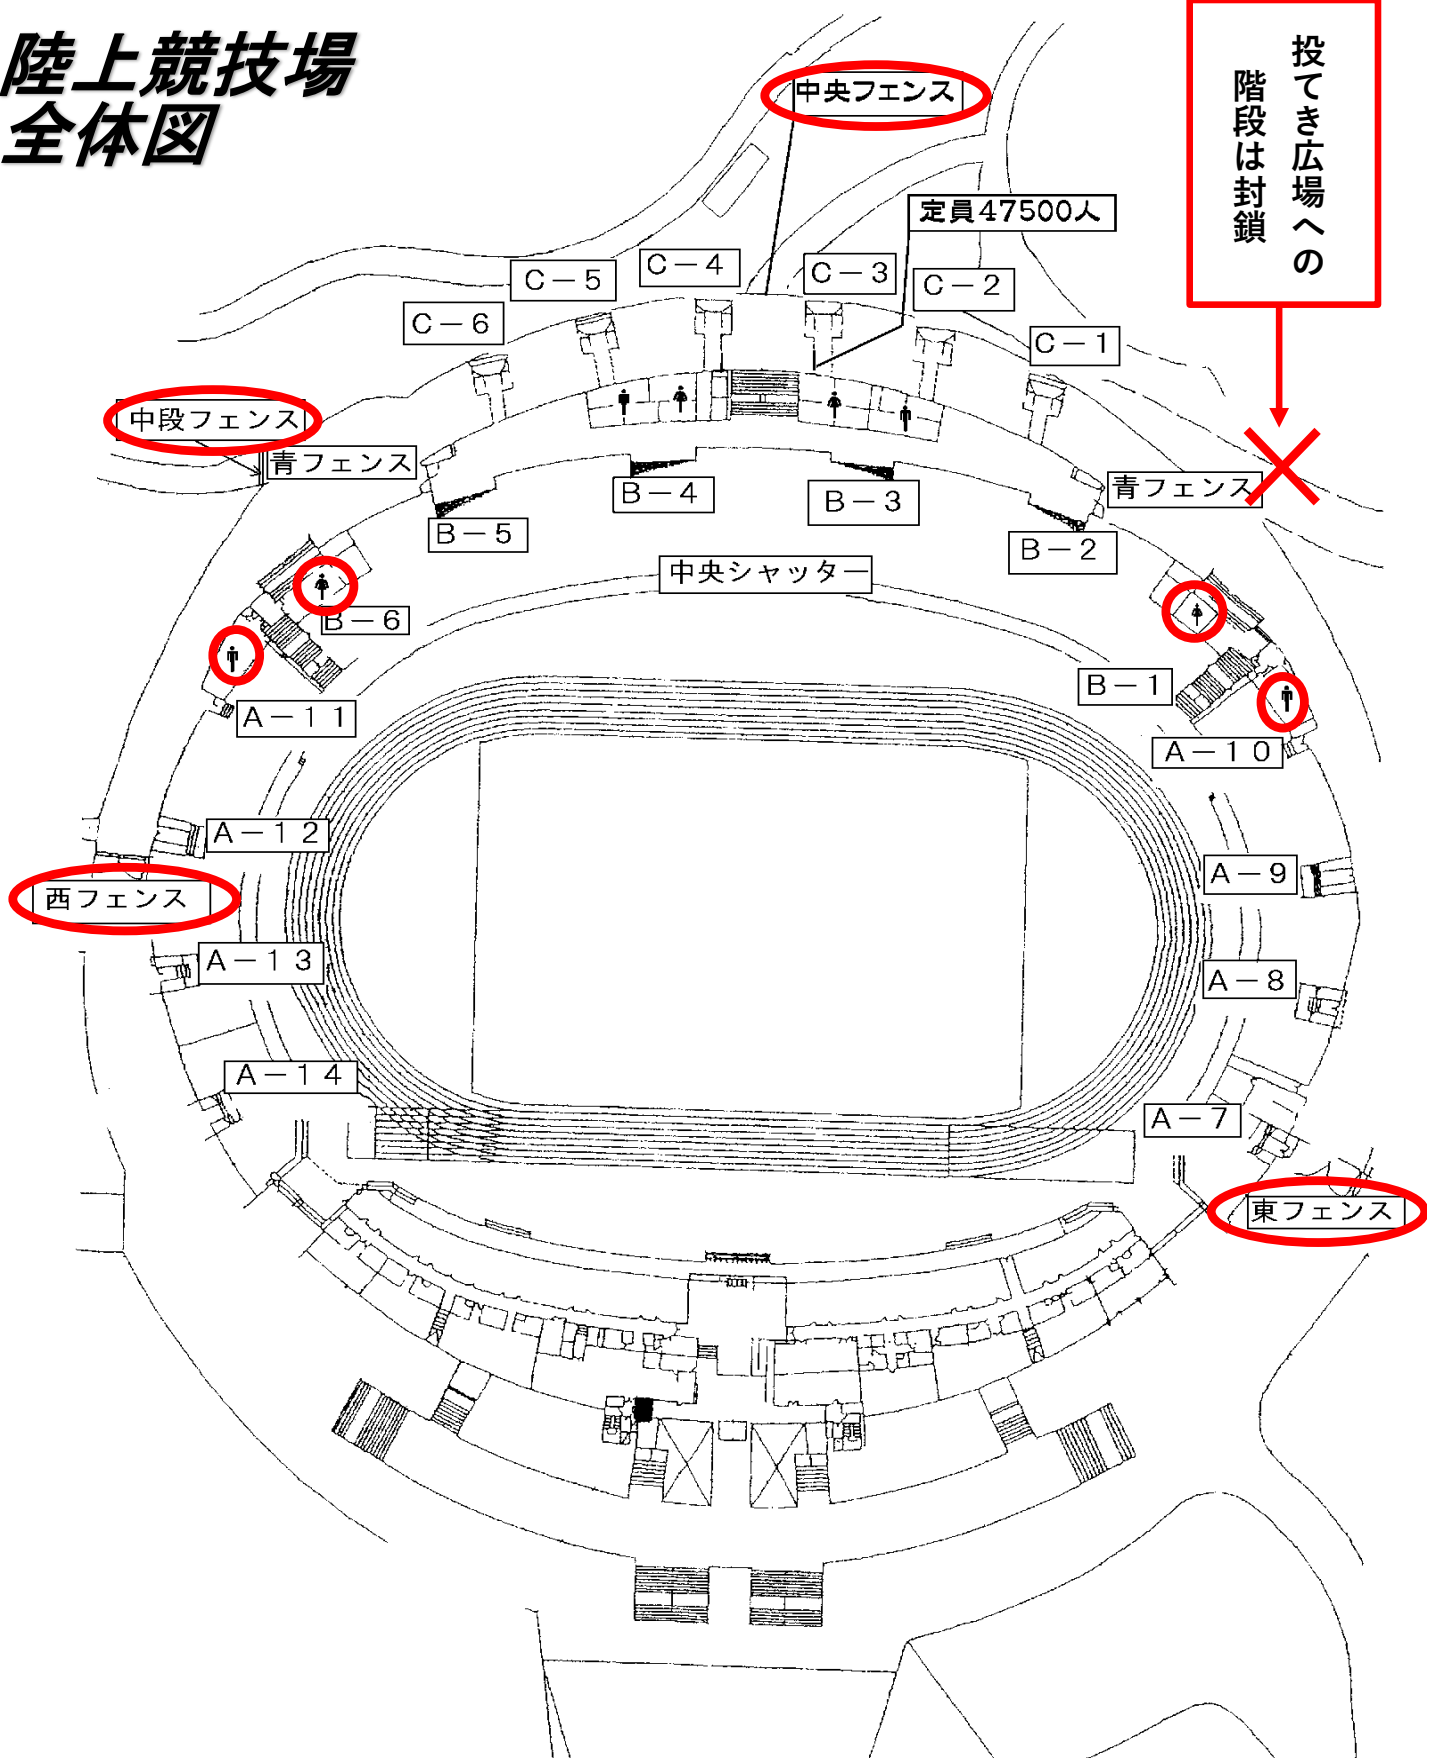 陸上競技場
全体図
中央フェンス
投てき広場への
階段は封鎖
定員47500人
C－4
C－3
C－5
C－2
C－6
C－1
中段フェンス
青フェンス
青フェンス
B－4
B－3
B－5
B－2
中央シャッター
B－6
B－1
A－11
A－10
A－12
A－9
西フェンス
A－13
A－8
A－14
A－7
東フェンス